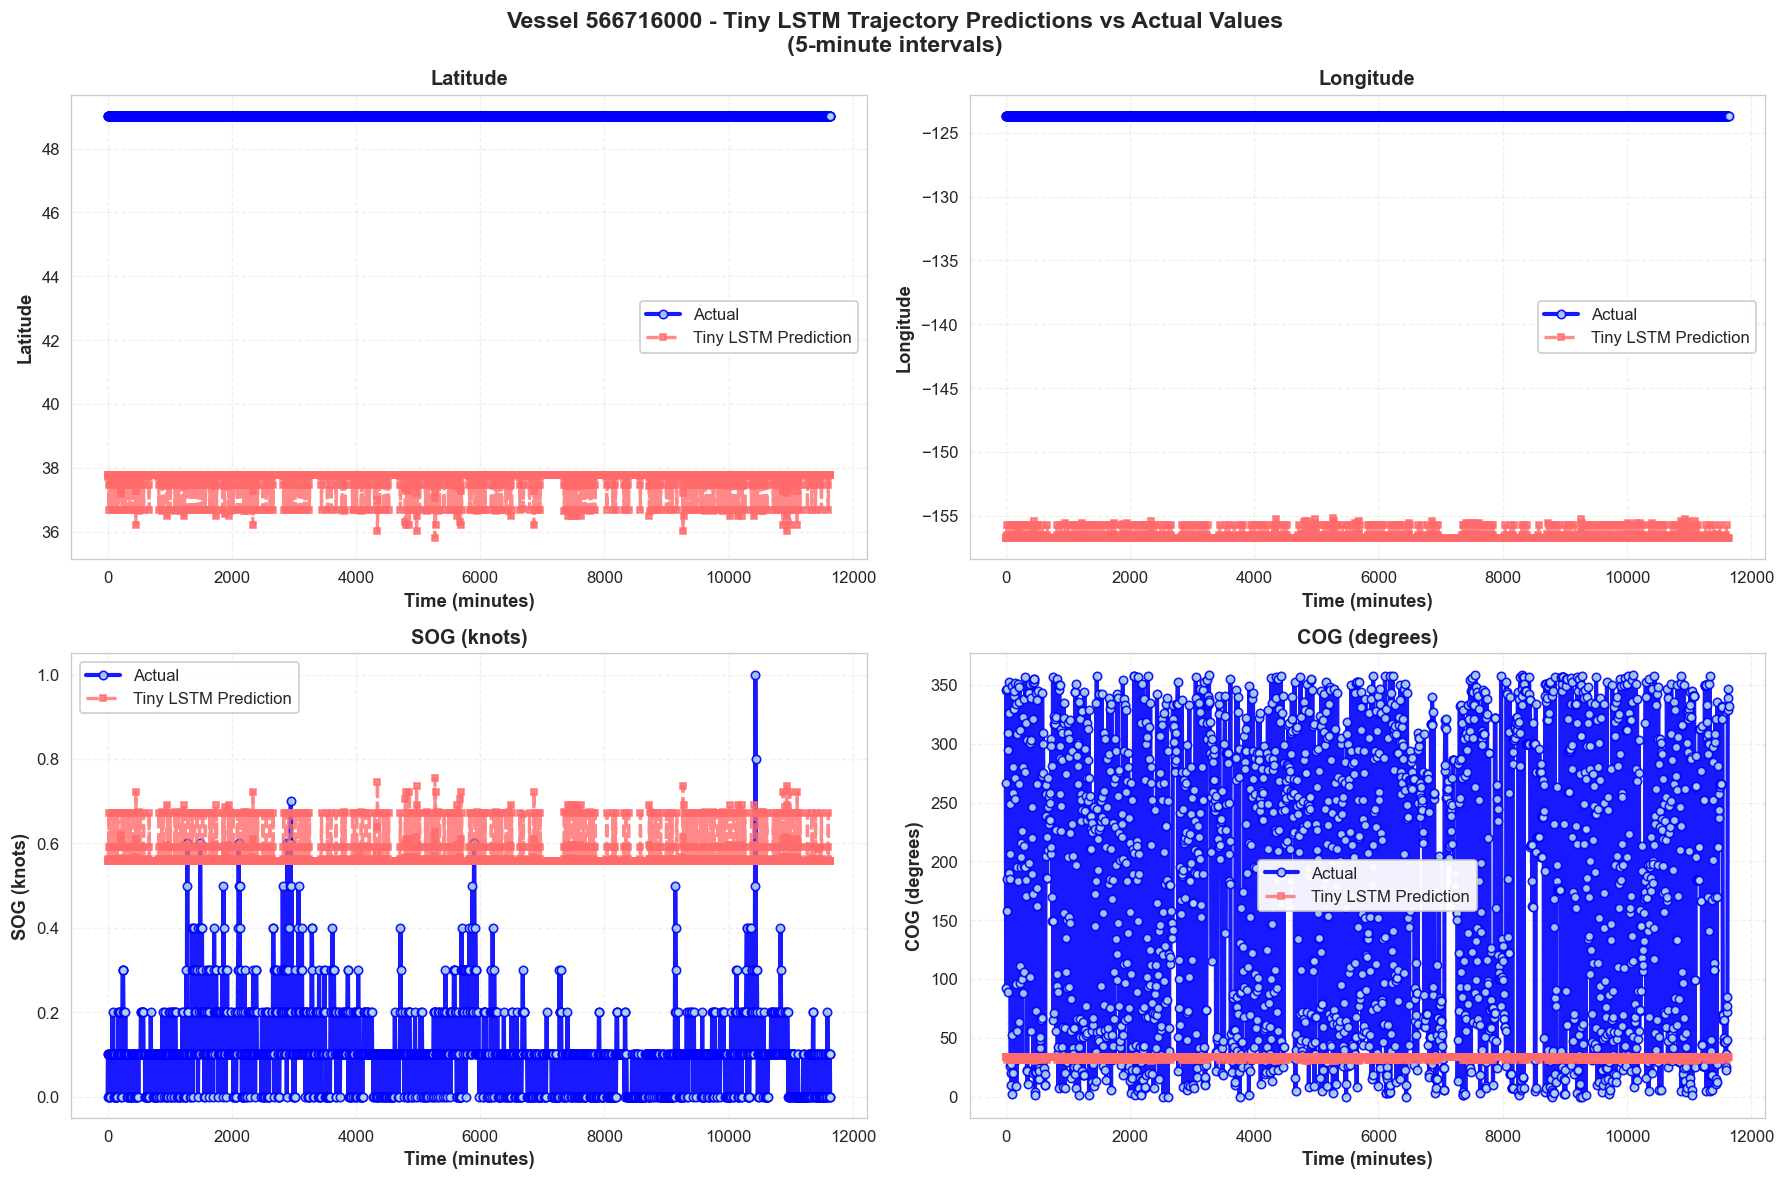 Vessel 566716000 - Tiny LSTM Trajectory Predictions vs Actual Values
(5-minute intervals)
Latitude
Latitude
48
46
44
42
40
38
36
Actual
Tiny LSTM Prediction
0 2000 4000 6000 8000 10000 12000
Time (minutes)
Longitude
Longitude
−125
−130
−135
−140
−145
−150
−155
Actual
Tiny LSTM Prediction
0 2000 4000 6000 8000 10000 12000
Time (minutes)
SOG (knots)
SOG (knots)
1.0
0.8
0.6
0.4
0.2
0.0
Actual
Tiny LSTM Prediction
0 2000 4000 6000 8000 10000 12000
Time (minutes)
COG (degrees)
COG (degrees)
350
300
250
200
150
100
50
0
Actual
Tiny LSTM Prediction
0 2000 4000 6000 8000 10000 12000
Time (minutes)